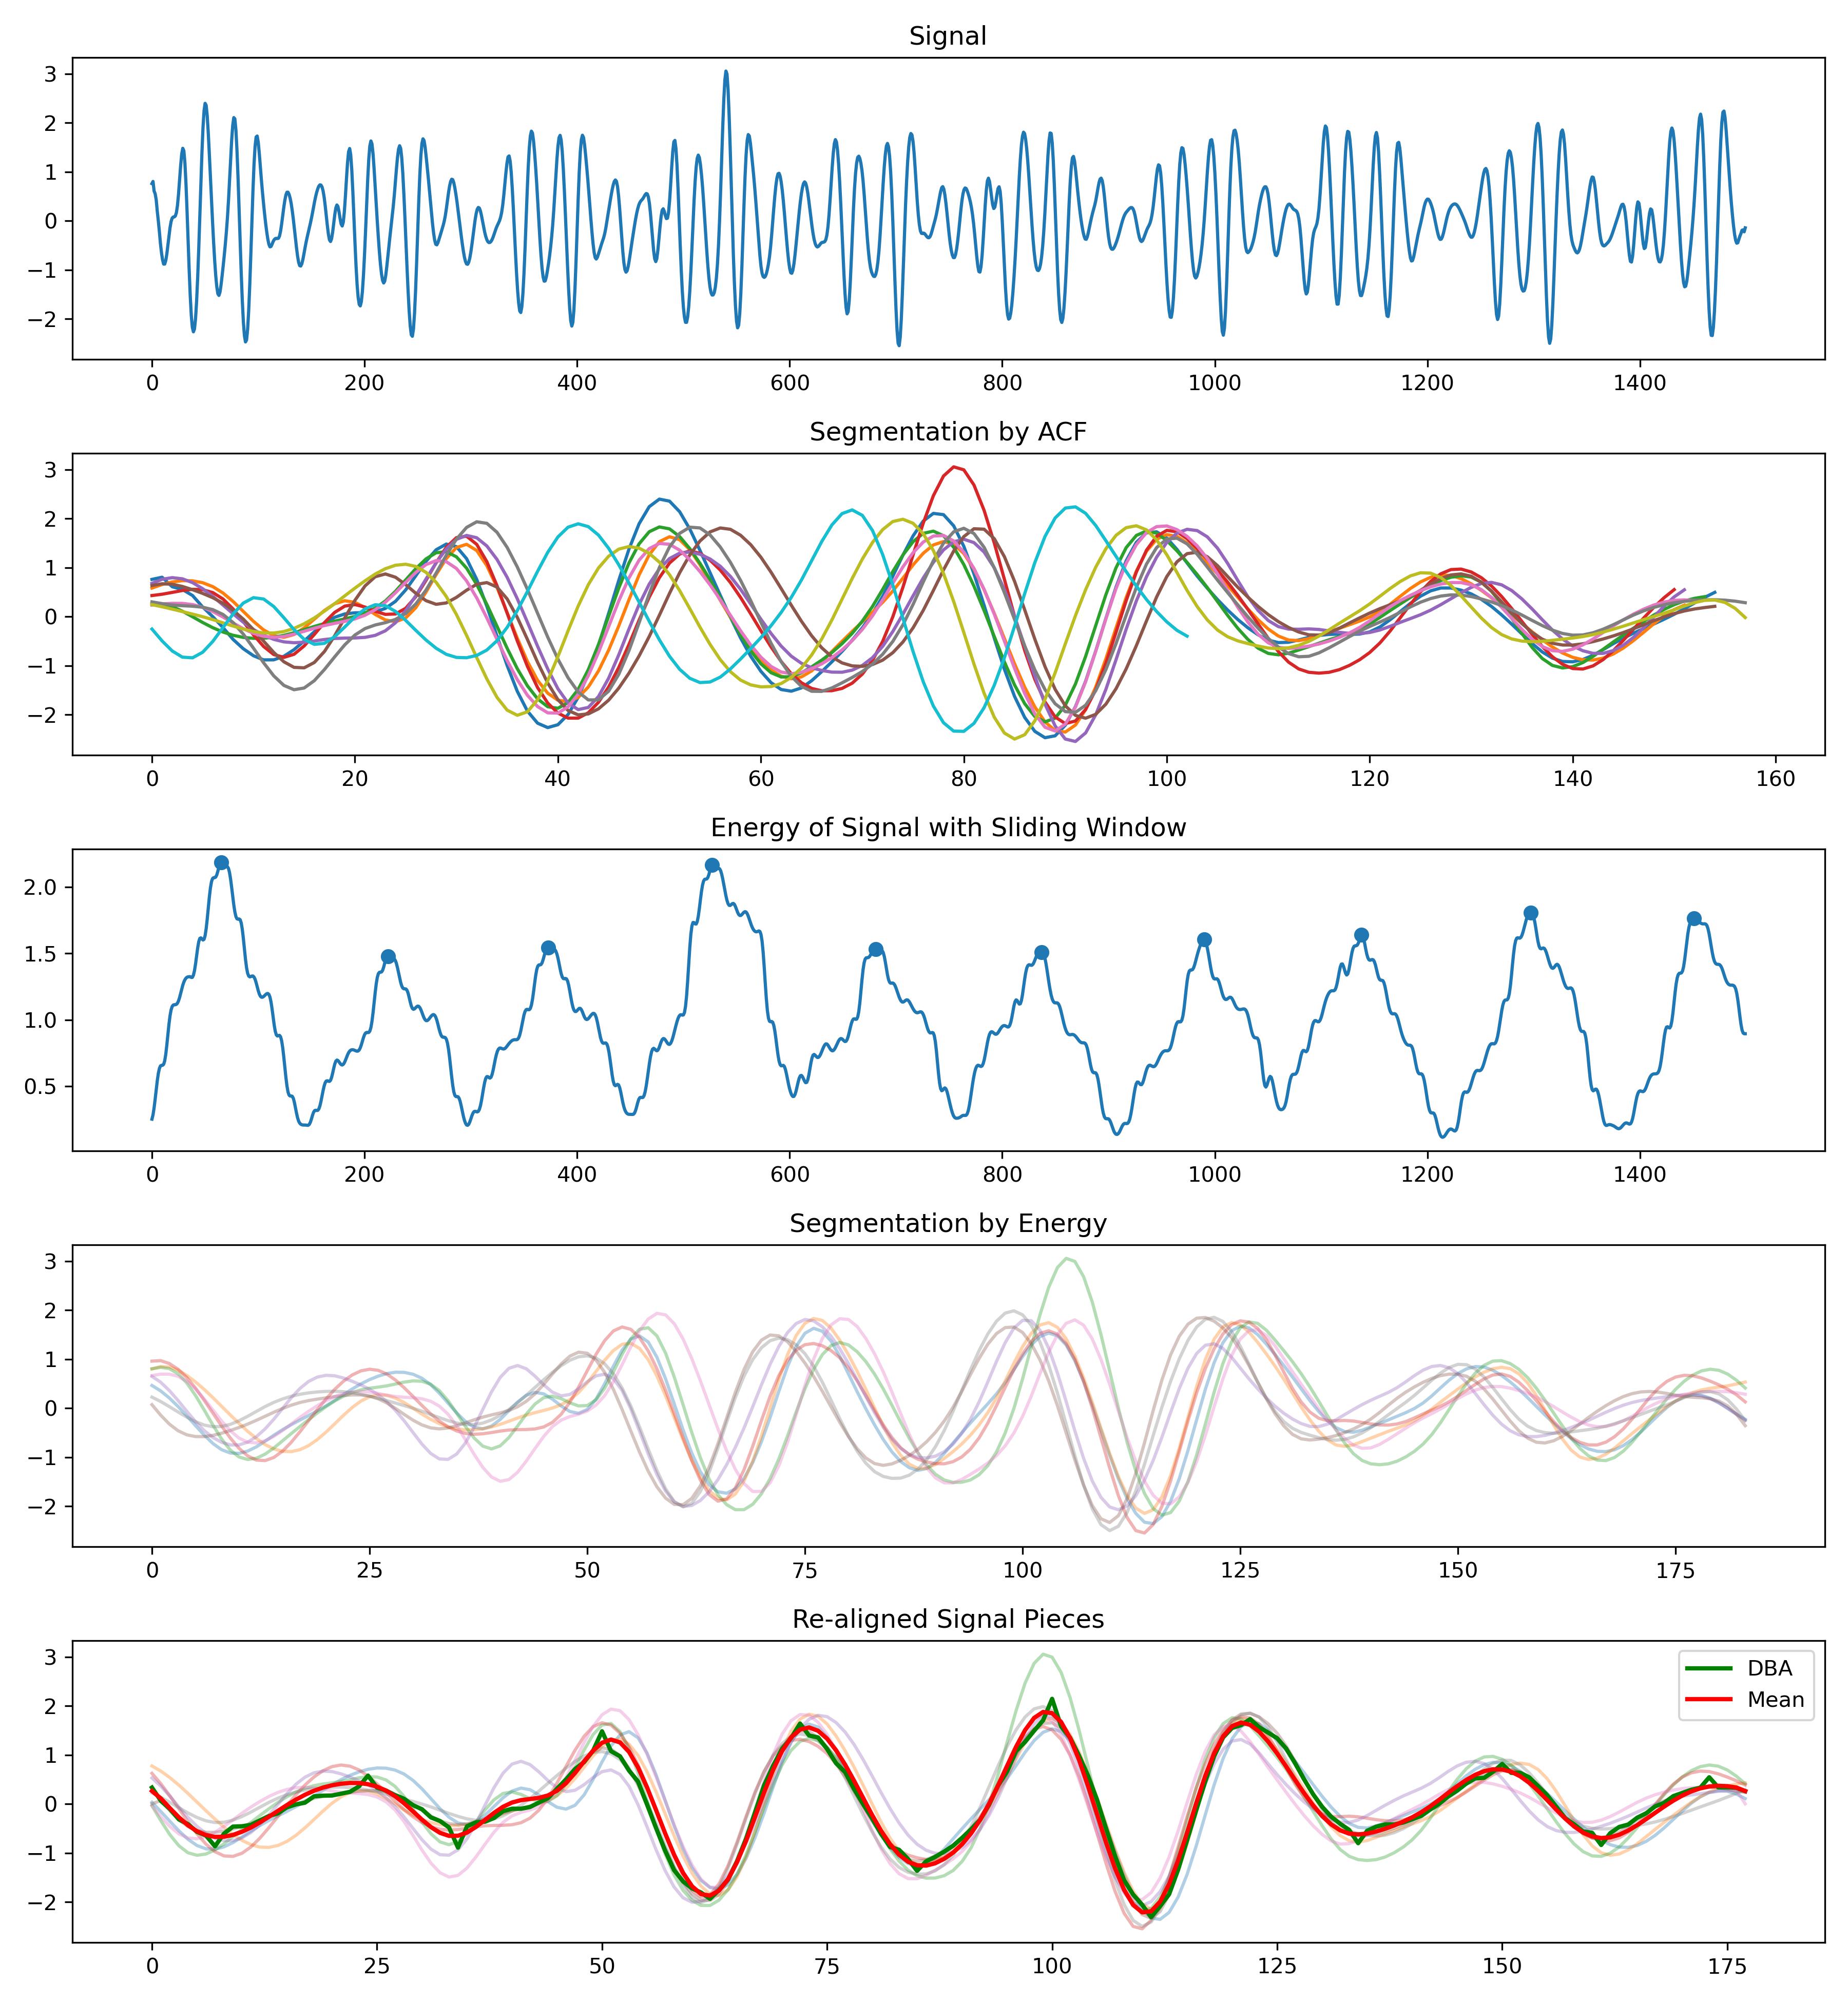 Signal
3
2
1
0
−1
−2
0 200 400 600 800 1000 1200 1400
Segmentation by ACF
3
2
1
0
−1
−2
0 20 40 60 80 100 120 140 160
Energy of Signal with Sliding Window
2.0
1.5
1.0
0.5
0 200 400 600 800 1000 1200 1400
Segmentation by Energy
3
2
1
0
−1
−2
0 25 50 75 100 125 150 175
Re-aligned Signal Pieces
3
2
1
0
−1
−2
DBA
Mean
0 25 50 75 100 125 150 175